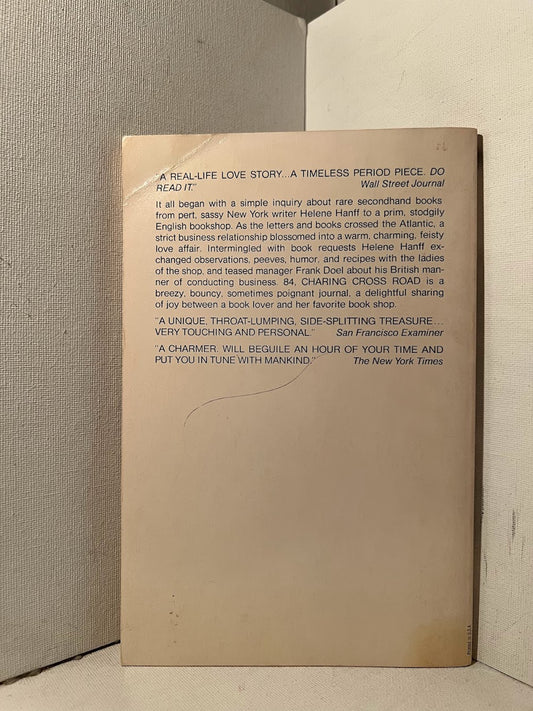 "A REAL-LIFE LOVE STORY...A TIMELESS PERIOD PIECE. DO
READ IT." Wall Street Journal
It all began with a simple inquiry about rare secondhand books
from pert, sassy New York writer Helene Hanff to a prim, stodgily
English bookshop. As the letters and books crossed the Atlantic, a
strict business relationship blossomed into a warm, charming, feisty
love affair. Intermingled with book requests Helene Hanff ex-
changed observations, peeves, humor, and recipes with the ladies
of the shop, and teased manager Frank Doel about his British man-
ner of conducting business. 84, CHARING CROSS ROAD is a
breezy, bouncy, sometimes poignant journal, a delightful sharing
of joy between a book lover and her favorite book shop.
"A UNIQUE, THROAT-LUMPING, SIDE-SPLITTING TREASURE...
VERY TOUCHING AND PERSONAL." San Francisco Examiner
"A CHARMER. WILL BEGUILE AN HOUR OF YOUR TIME AND
PUT YOU IN TUNE WITH MANKIND." The New York Times
Printed in U.S.A.